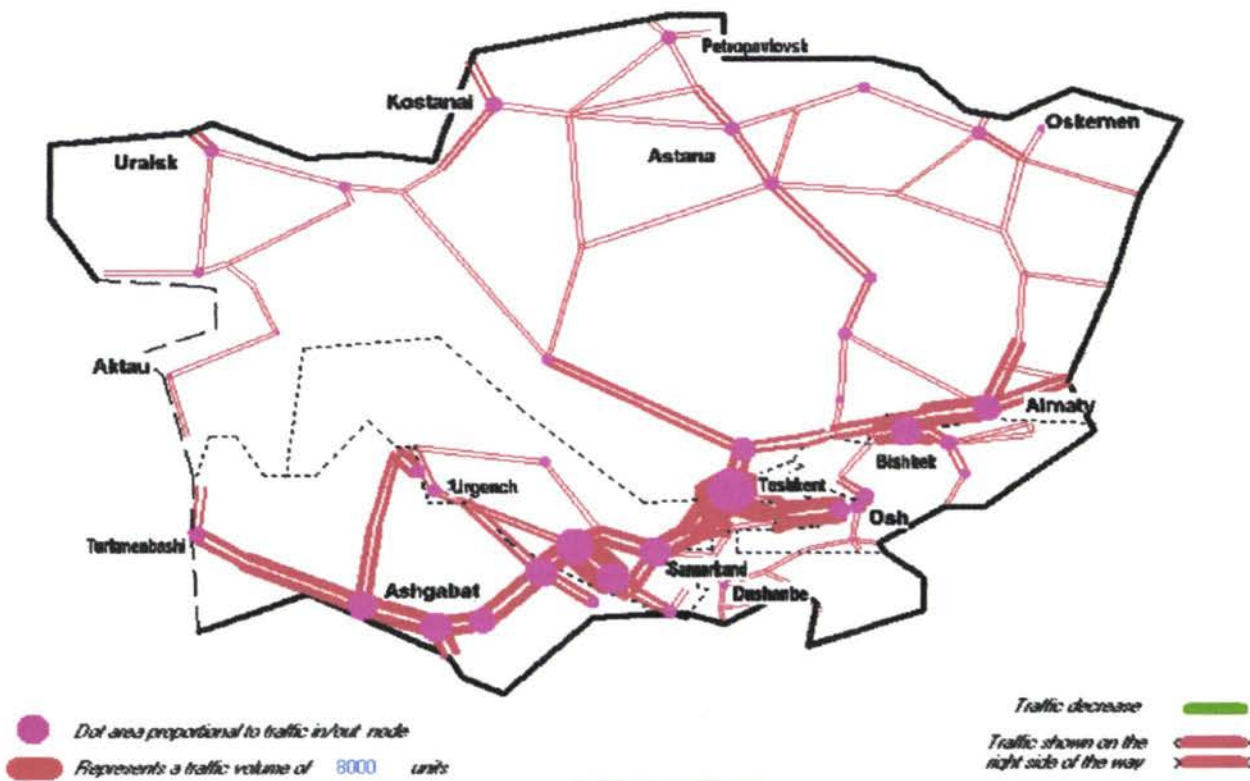 Petropavlovsk
Kostanai
Oskemen
Uralsk
Astana
Aktau
Almaty
Bishkek
Urgench
Tashkent
Osh
Turkmenbashi
Samarkand
Ashgabat
Dushanbe
Dot area proportional to traffic in/out node
Represents a traffic volume of 8000 units
Traffic decrease
Traffic shown on the
right side of the way